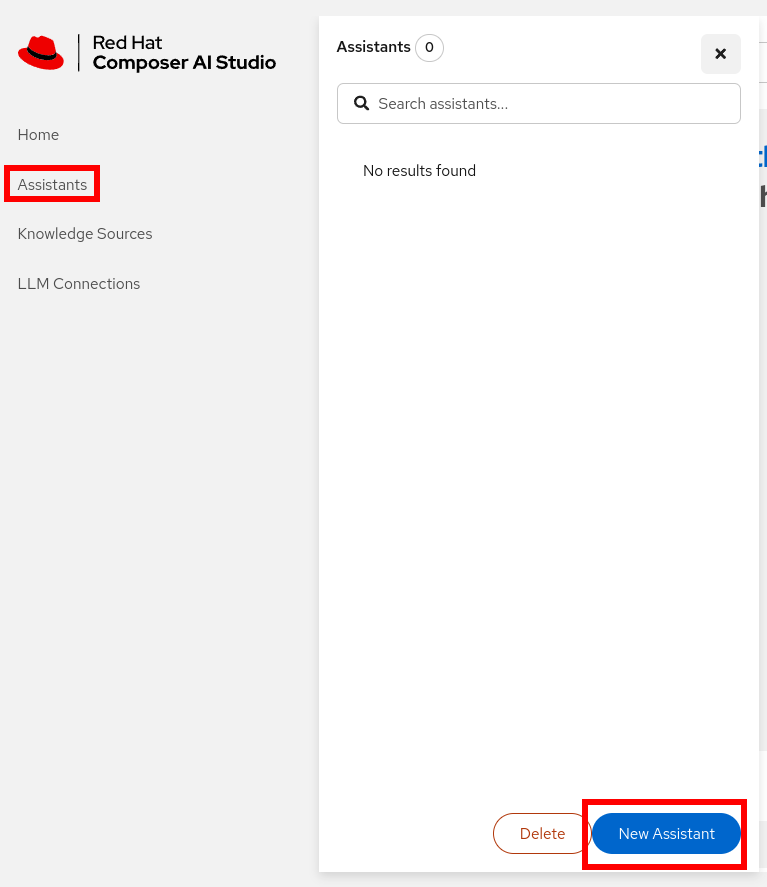 Red Hat
Composer AI Studio
Home
Assistants
Knowledge Sources
LLM Connections
Assistants 0
Search assistants...
No results found
Delete
New Assistant